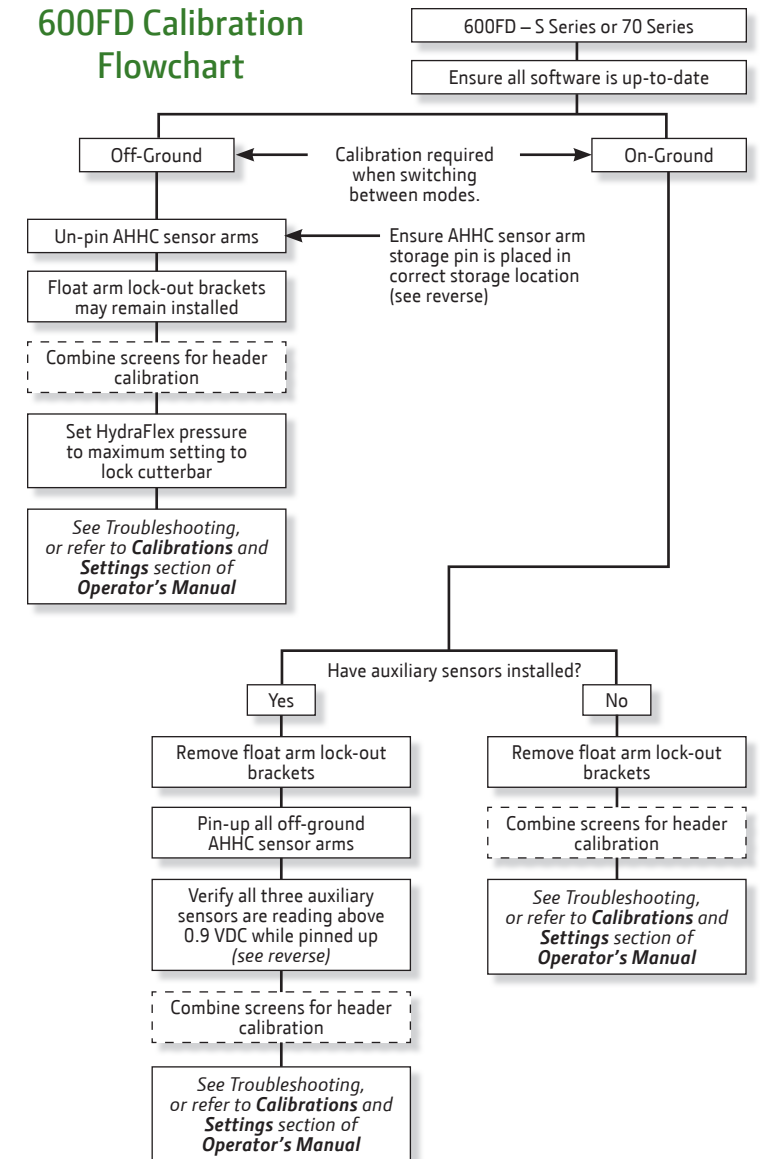 600FD Calibration
Flowchart
600FD – S Series or 70 Series
Ensure all software is up-to-date
Off-Ground
Calibration required
when switching
between modes.
On-Ground
Un-pin AHHC sensor arms
Ensure AHHC sensor arm
storage pin is placed in
correct storage location
(see reverse)
Float arm lock-out brackets
may remain installed
Combine screens for header
calibration
Set HydraFlex pressure
to maximum setting to
lock cutterbar
See Troubleshooting,
or refer to Calibrations and
Settings section of
Operator's Manual
Have auxiliary sensors installed?
Yes
Remove float arm lock-out
brackets
Pin-up all off-ground
AHHC sensor arms
Verify all three auxiliary
sensors are reading above
0.9 VDC while pinned up
(see reverse)
Combine screens for header
calibration
See Troubleshooting,
or refer to Calibrations and
Settings section of
Operator's Manual
No
Remove float arm lock-out
brackets
Combine screens for header
calibration
See Troubleshooting,
or refer to Calibrations and
Settings section of
Operator's Manual